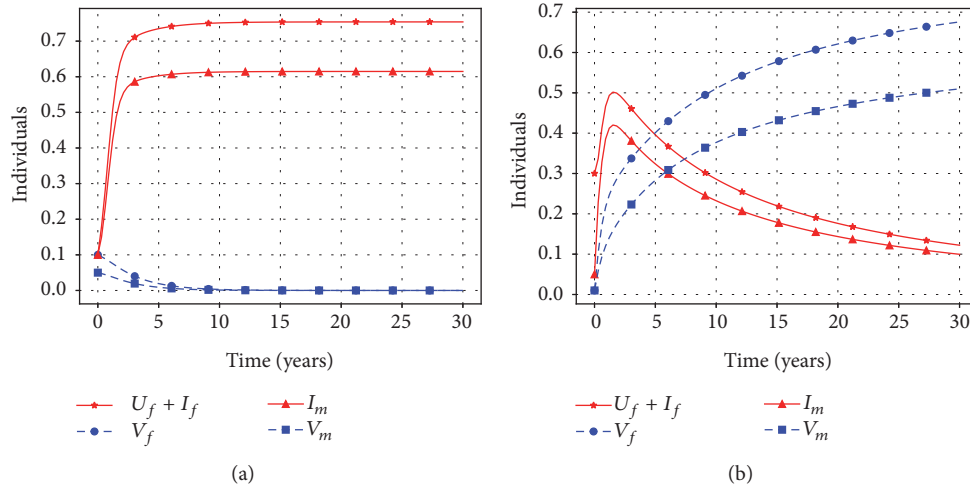 0.7
0.6
0.5
0.4
0.3
0.2
0.1
0.0
Individuals
0 5 10 15 20 25 30
Time (years)
U_f + I_f
I_m
V_f
V_m
(a)
0.7
0.6
0.5
0.4
0.3
0.2
0.1
0.0
Individuals
0 5 10 15 20 25 30
Time (years)
U_f + I_f
I_m
V_f
V_m
(b)